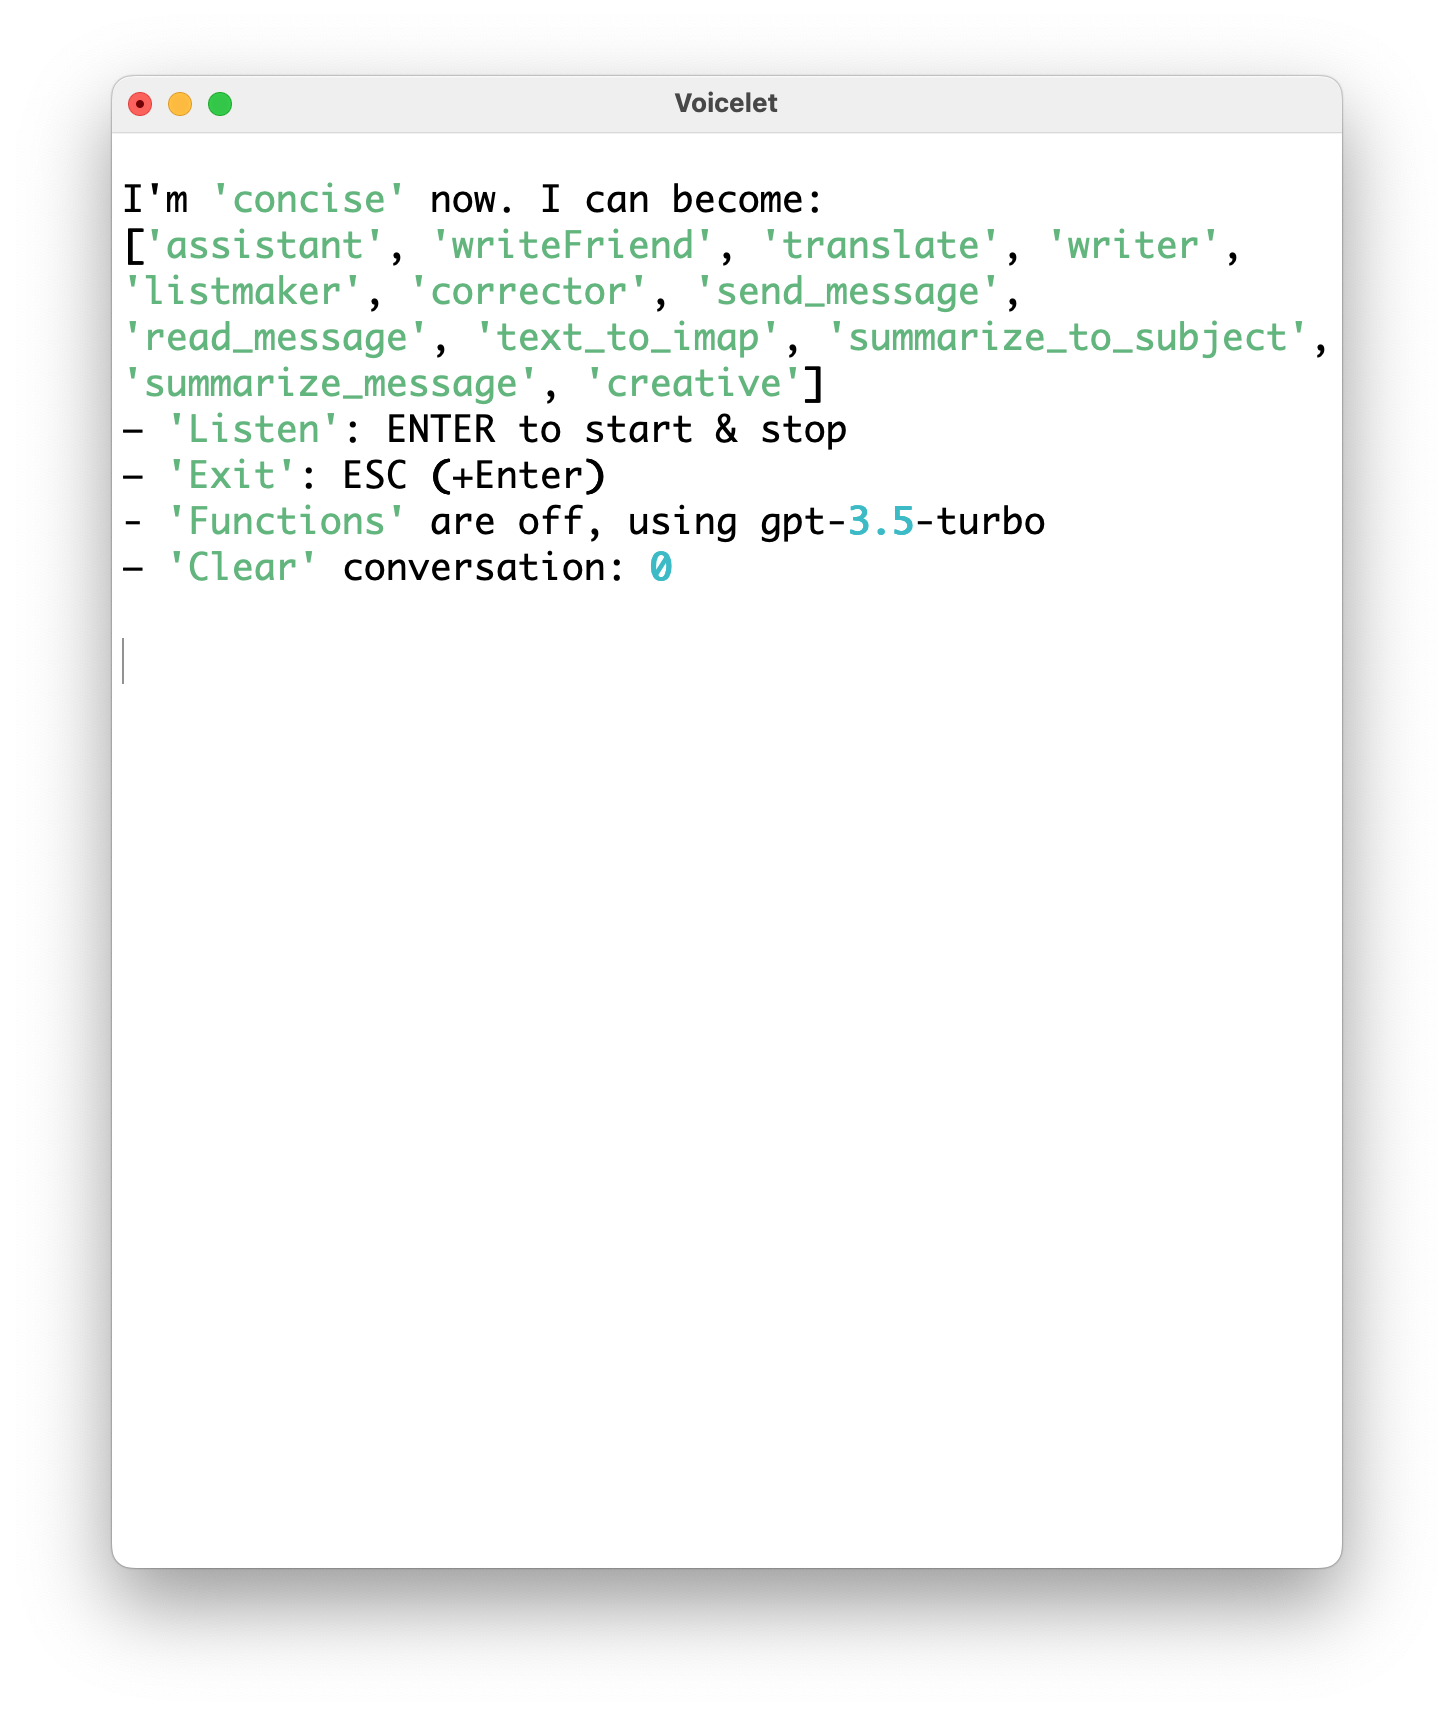 Voicelet
I'm 'concise' now. I can become:
['assistant', 'writeFriend', 'translate', 'writer',
'listmaker', 'corrector', 'send_message',
'read_message', 'text_to_imap', 'summarize_to_subject',
'summarize_message', 'creative']
– 'Listen': ENTER to start & stop
– 'Exit': ESC (+Enter)
- 'Functions' are off, using gpt-3.5-turbo
– 'Clear' conversation: 0